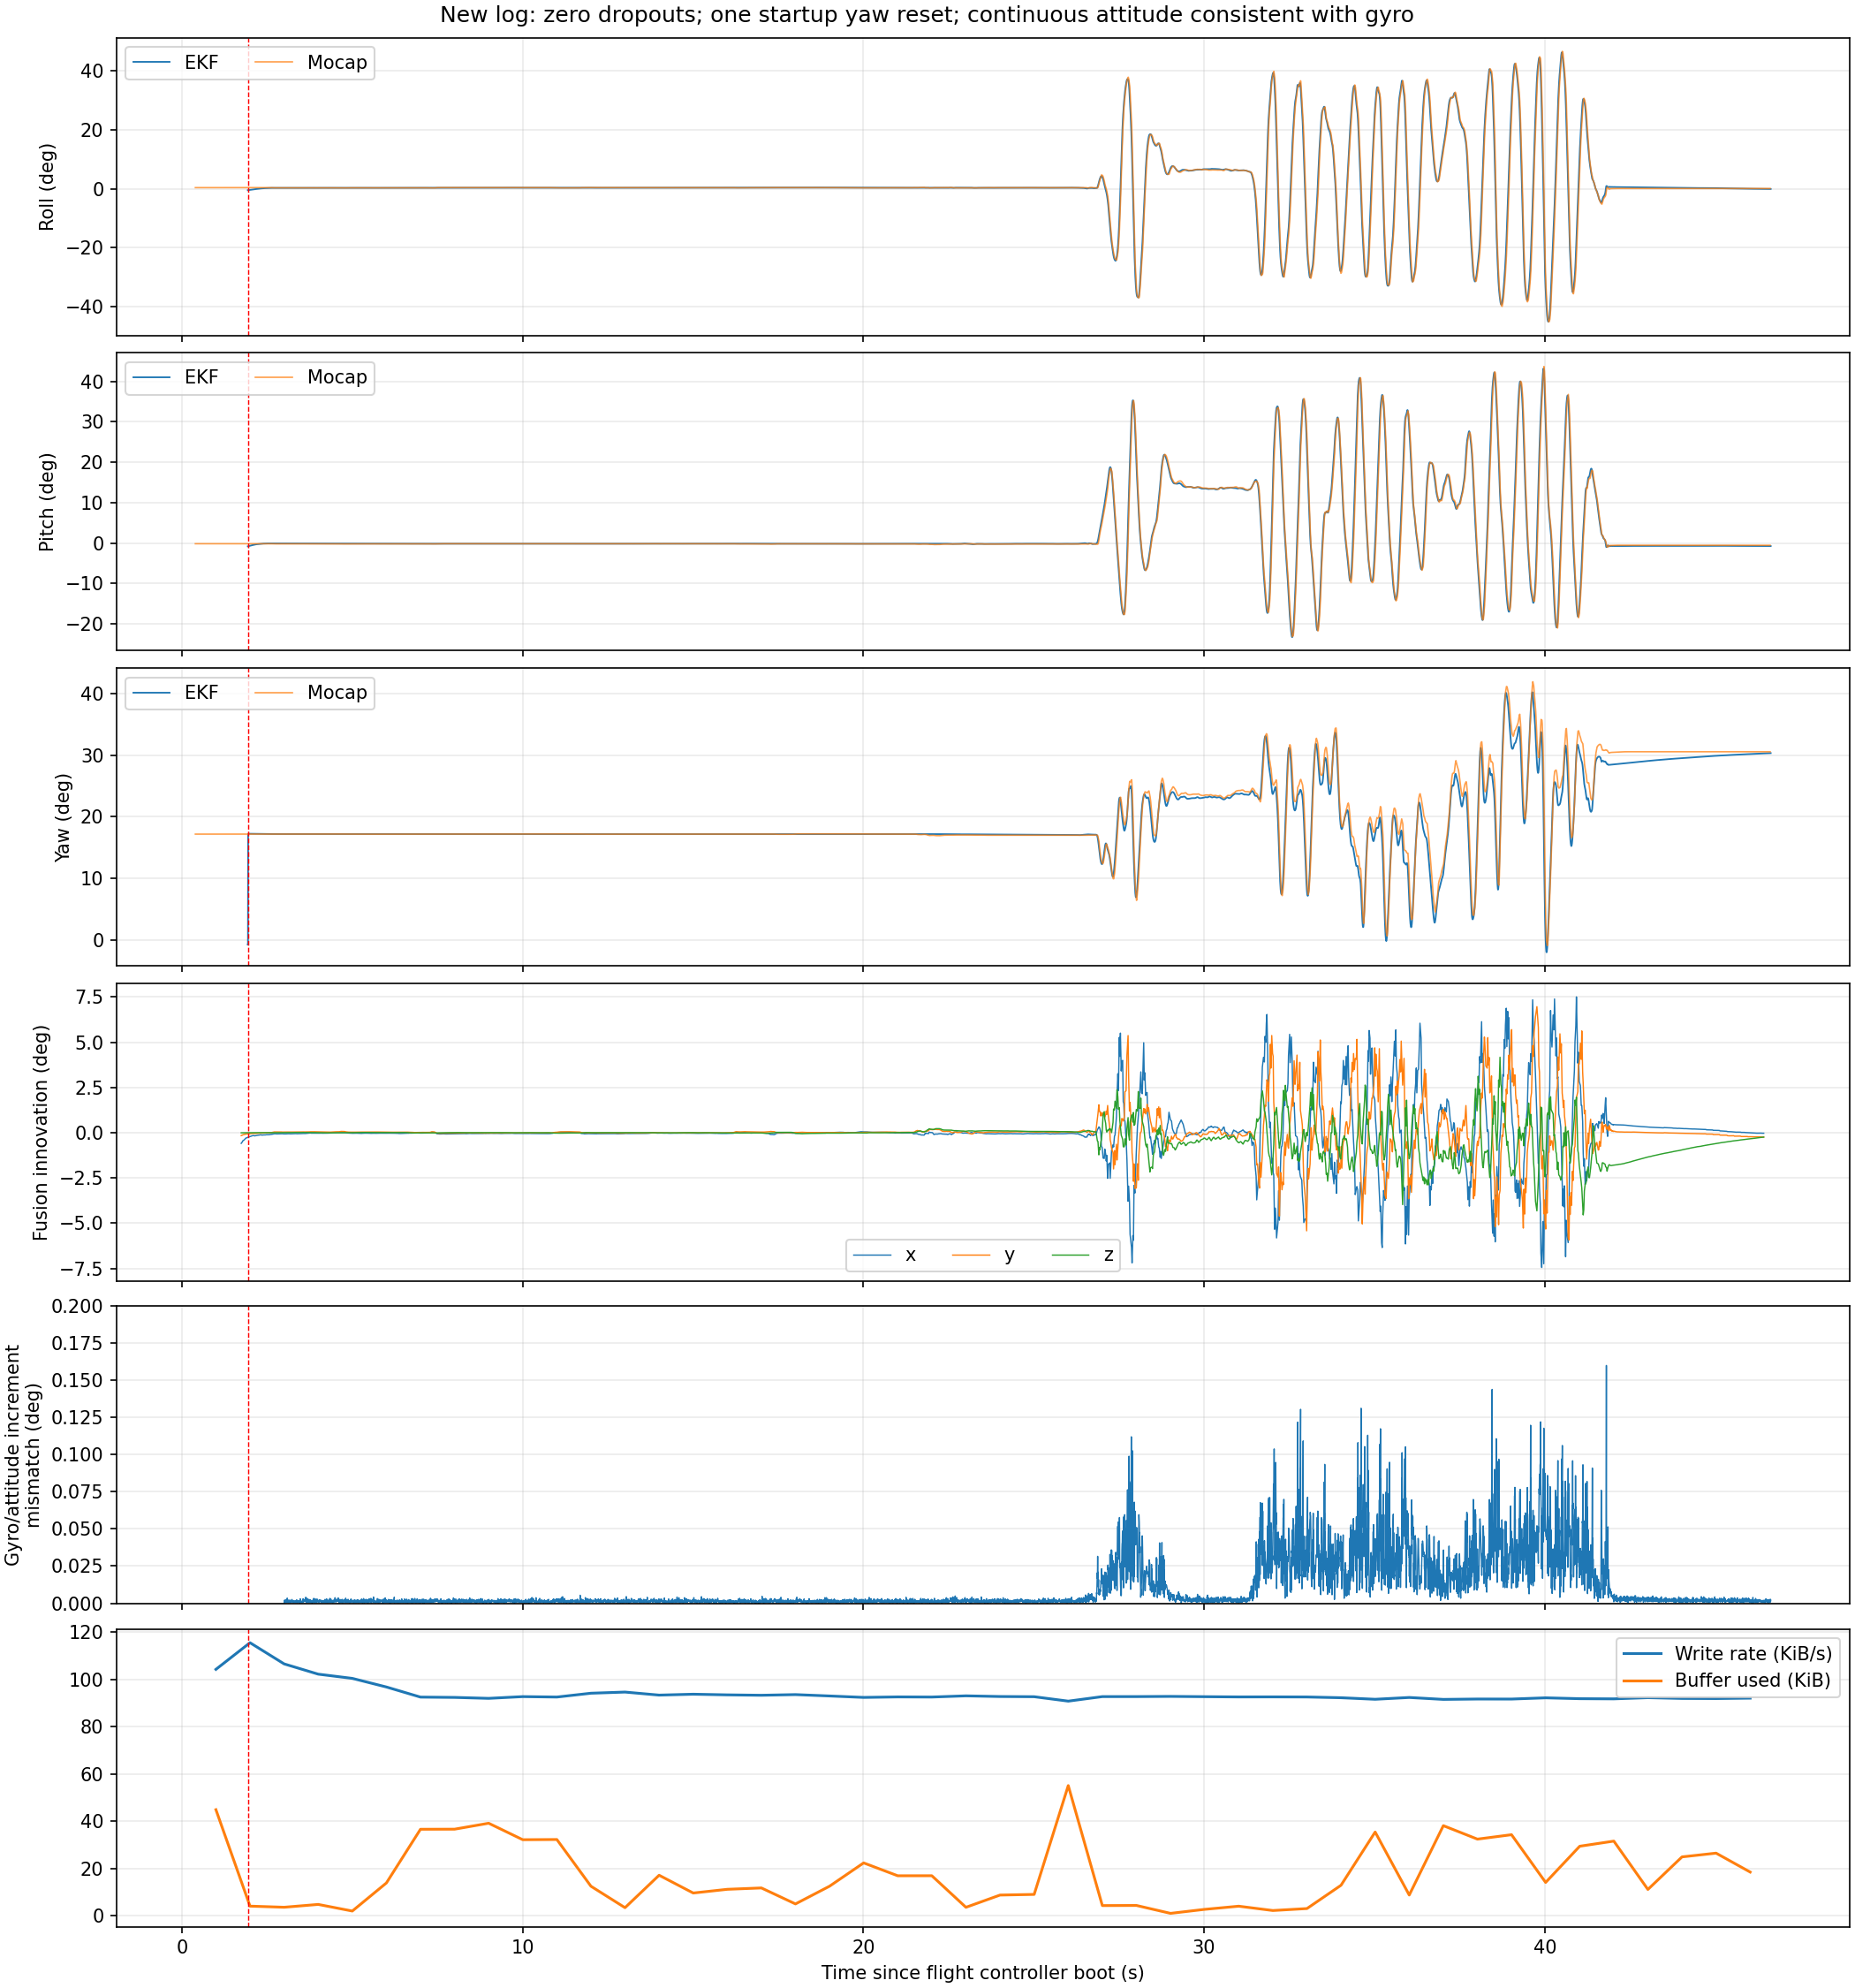 New log: zero dropouts; one startup yaw reset; continuous attitude consistent with gyro
EKF Mocap
40
20
0
−20
−40
Roll (deg)
EKF Mocap
40
30
20
10
0
−10
−20
Pitch (deg)
EKF Mocap
40
30
20
10
0
Yaw (deg)
7.5
5.0
2.5
0.0
−2.5
−5.0
−7.5
Fusion innovation (deg)
x y z
0.200
0.175
0.150
0.125
0.100
0.075
0.050
0.025
0.000
Gyro/attitude increment
mismatch (deg)
120
100
80
60
40
20
0
Write rate (KiB/s)
Buffer used (KiB)
0 10 20 30 40
Time since flight controller boot (s)